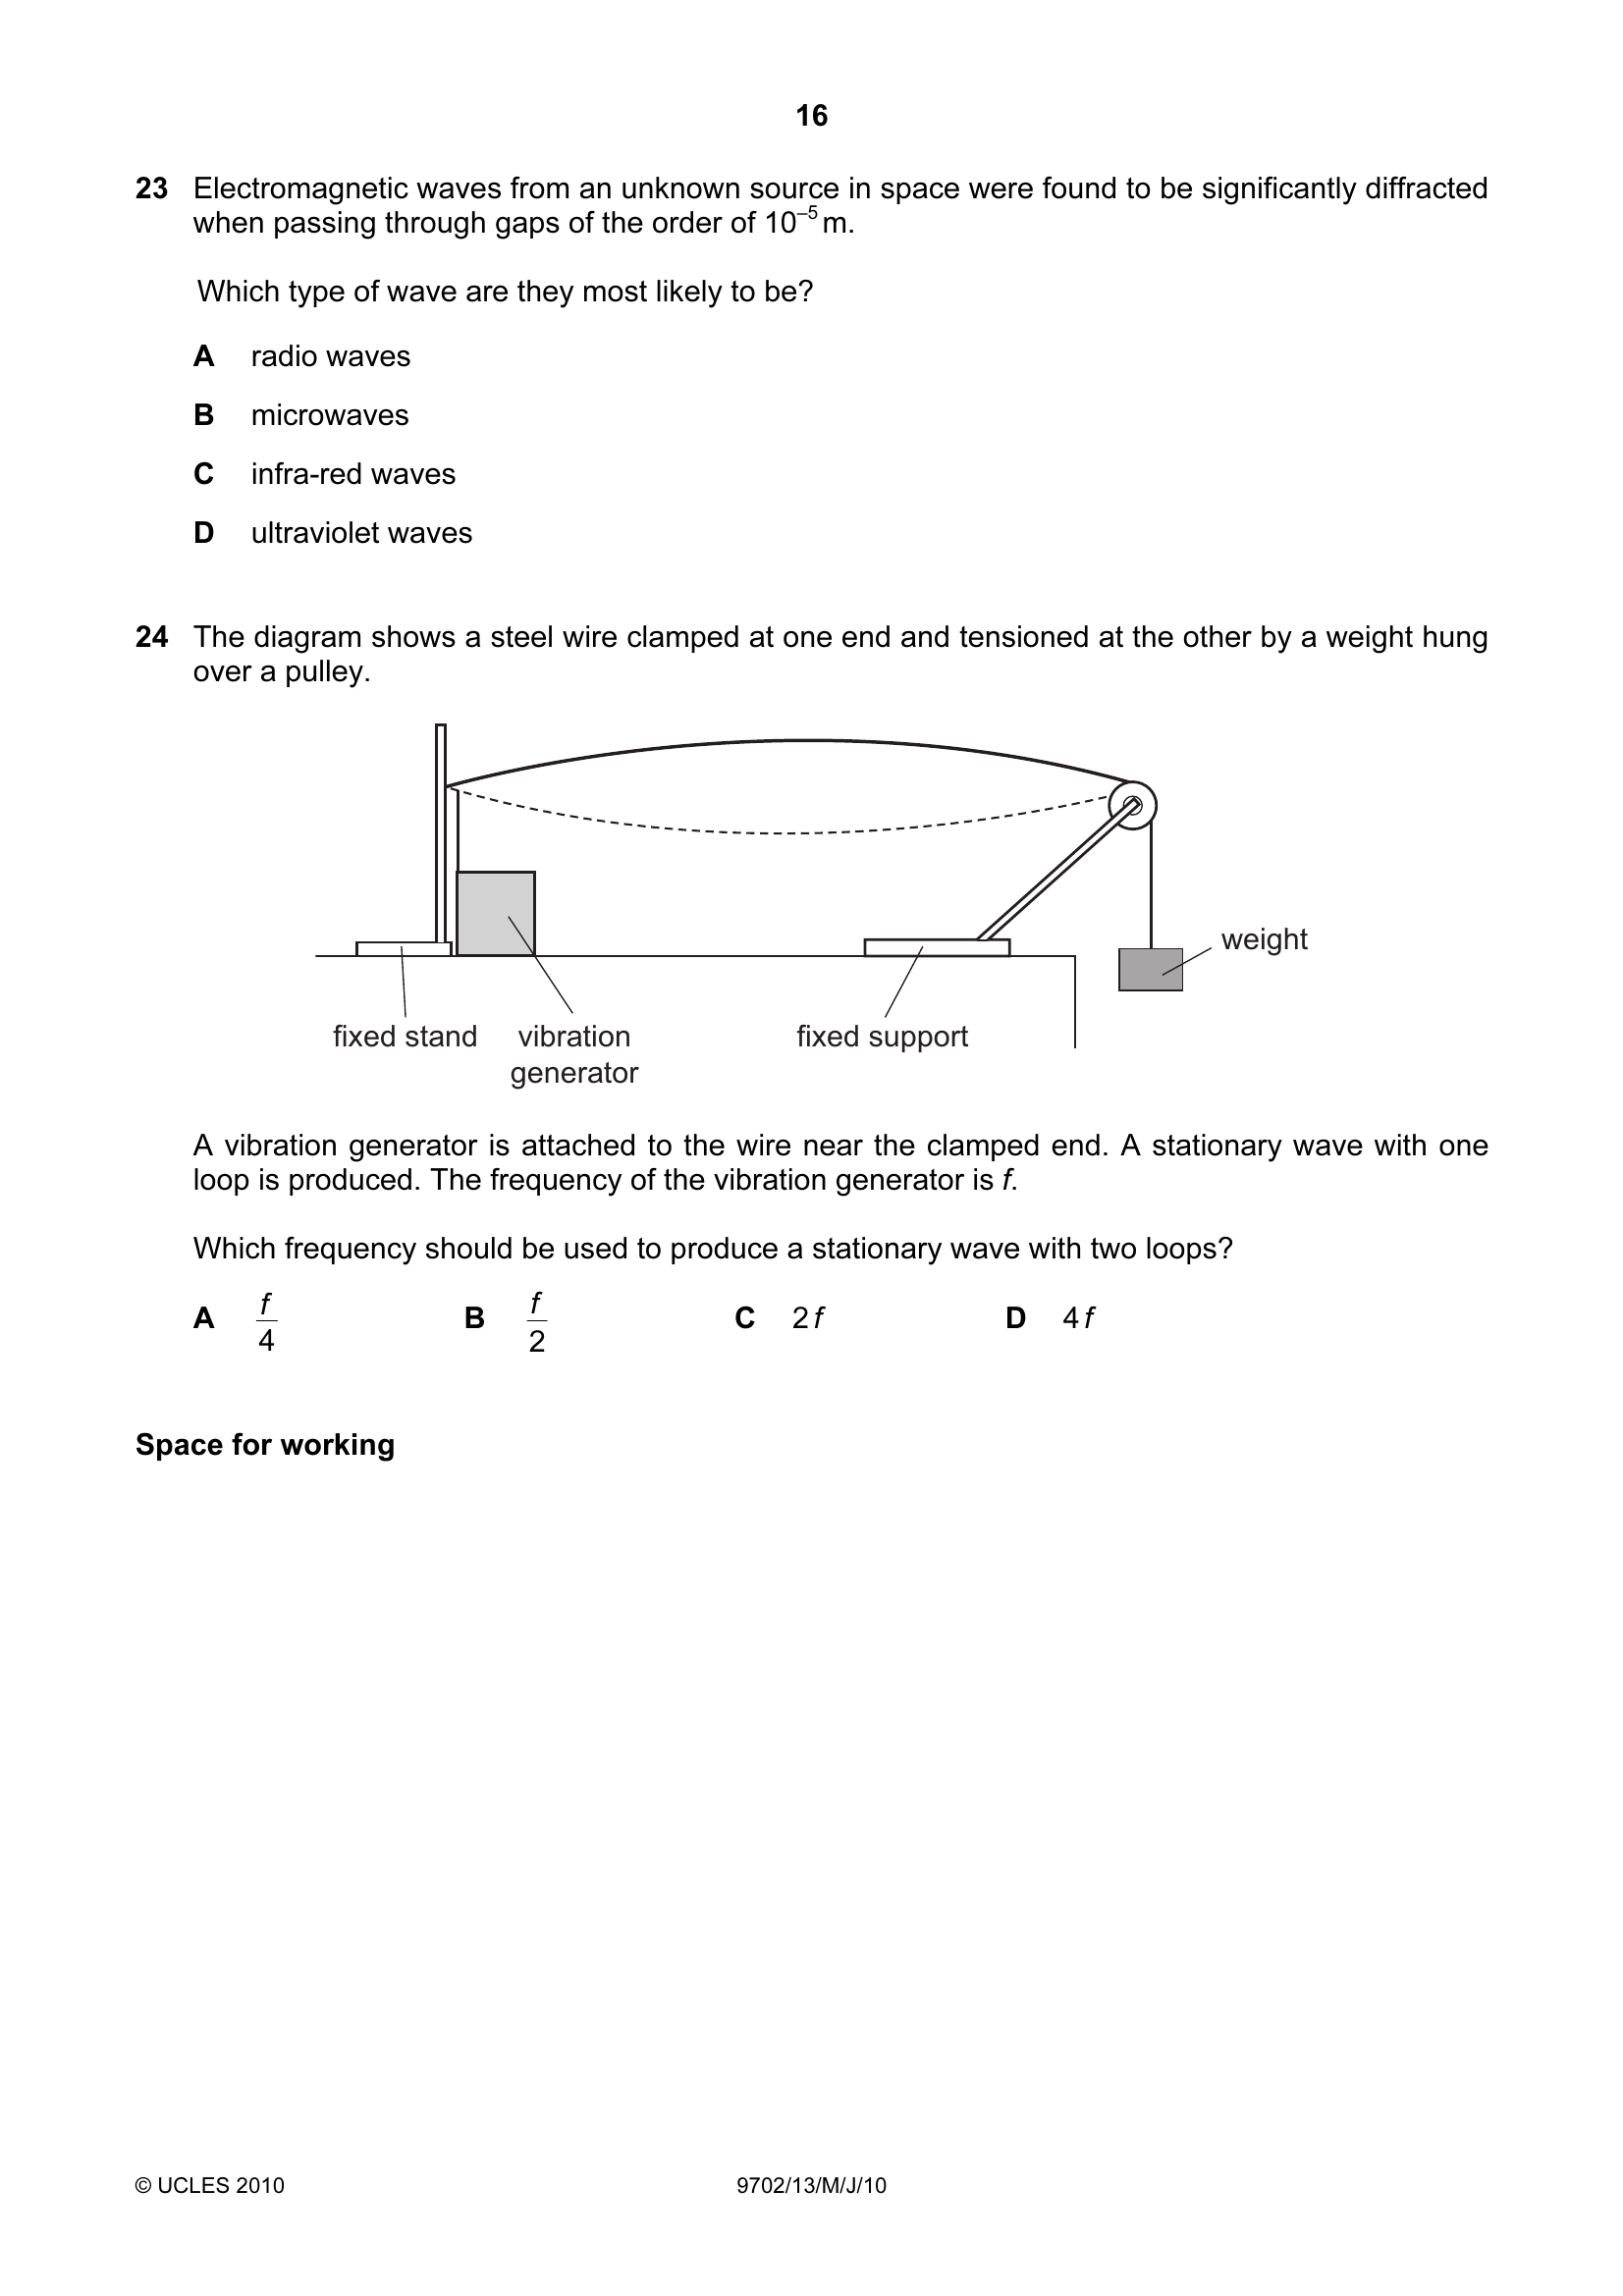 16
23 Electromagnetic waves from an unknown source in space were found to be significantly diffracted
when passing through gaps of the order of 10⁻⁵ m.
Which type of wave are they most likely to be?
A radio waves
B microwaves
C infra-red waves
D ultraviolet waves
24 The diagram shows a steel wire clamped at one end and tensioned at the other by a weight hung
over a pulley.
weight
fixed stand vibration fixed support
generator
A vibration generator is attached to the wire near the clamped end. A stationary wave with one
loop is produced. The frequency of the vibration generator is f.
Which frequency should be used to produce a stationary wave with two loops?
A f/4 B f/2 C 2f D 4f
Space for working
© UCLES 2010 9702/13/M/J/10